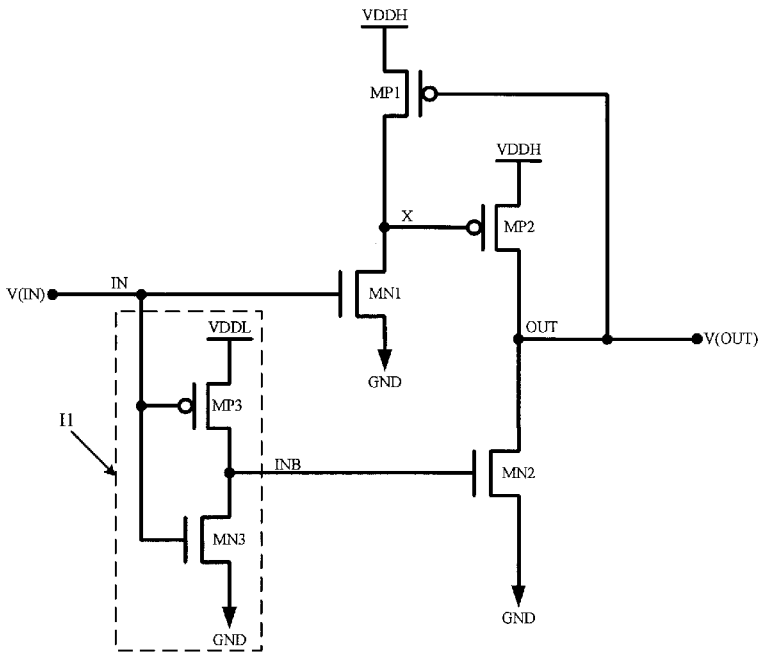 VDDH
MP1
VDDH
X
MP2
IN
V(IN)
MN1
OUT
V(OUT)
VDDL
GND
MP3
I1
INB
MN2
MN3
GND
GND